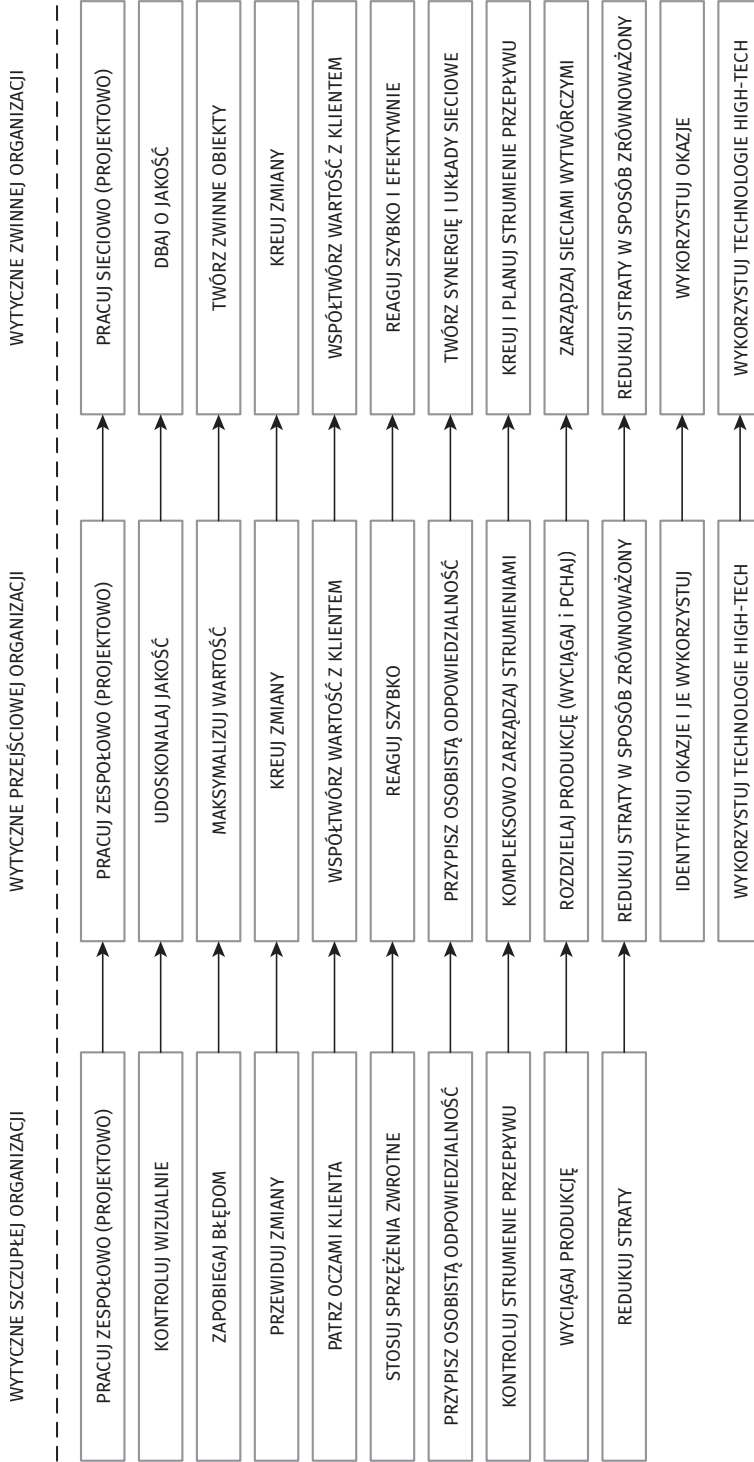 WYTYCZNE SZCZUPŁEJ ORGANIZACJI
PRACUJ ZESPOŁOWO (PROJEKTOWO)
KONTROLUJ WIZUALNIE
ZAPOBIEGAJ BŁĘDOM
PRZEWIDUJ ZMIANY
PATRZ OCZAMI KLIENTA
STOSUJ SPRZĘŻENIA ZWROTNE
PRZYPISZ OSOBISTĄ ODPOWIEDZIALNOŚĆ
KONTROLUJ STRUMIENIE PRZEPŁYWU
WYCIĄGAJ PRODUKCJĘ
REDUKUJ STRATY
WYTYCZNE PRZEJŚCIOWEJ ORGANIZACJI
PRACUJ ZESPOŁOWO (PROJEKTOWO)
UDOSKONALAJ JAKOŚĆ
MAKSYMALIZUJ WARTOŚĆ
KREUJ ZMIANY
WSPÓŁTWÓRZ WARTOŚĆ Z KLIENTEM
REAGUJ SZYBKO
PRZYPISZ OSOBISTĄ ODPOWIEDZIALNOŚĆ
KOMPLEKSOWO ZARZĄDZAJ STRUMIENIAMI
ROZDZIELAJ PRODUKCJĘ (WYCIĄGAJ i PCHAJ)
REDUKUJ STRATY W SPOSÓB ZRÓWNOWAŻONY
IDENTYFIKUJ OKAZJE I JE WYKORZYSTUJ
WYKORZYSTUJ TECHNOLOGIE HIGH-TECH
WYTYCZNE ZWINNEJ ORGANIZACJI
PRACUJ SIECIOWO (PROJEKTOWO)
DBAJ O JAKOŚĆ
TWÓRZ ZWINNE OBIEKTY
KREUJ ZMIANY
WSPÓŁTWÓRZ WARTOŚĆ Z KLIENTEM
REAGUJ SZYBKO I EFEKTYWNIE
TWÓRZ SYNERGIĘ I UKŁADY SIECIOWE
KREUJ I PLANUJ STRUMIENIE PRZEPŁYWU
ZARZĄDZAJ SIECIAMI WYTWÓRCZYMI
REDUKUJ STRATY W SPOSÓB ZRÓWNOWAŻONY
WYKORZYSTUJ OKAZJE
WYKORZYSTUJ TECHNOLOGIE HIGH-TECH